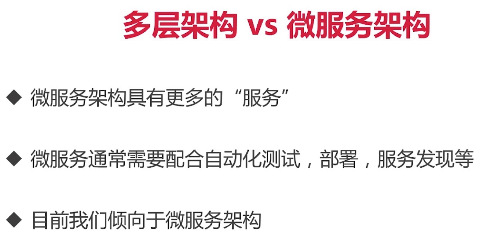 多层架构 vs 微服务架构
◆ 微服务架构具有更多的“服务”
◆ 微服务通常需要配合自动化测试，部署，服务发现等
◆ 目前我们倾向于微服务架构